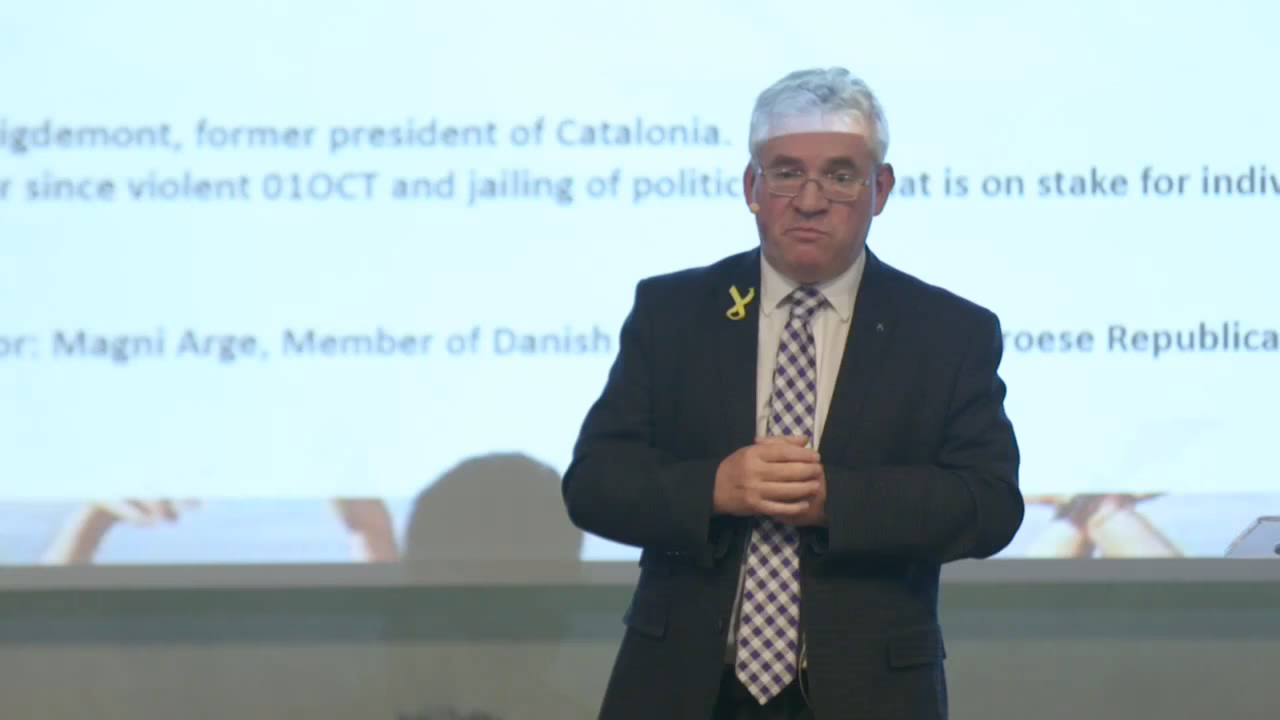 igdemont, former president of Catalonia.
r since violent 01OCT and jailing of politic at is on stake for indiv
or: Magni Arge, Member of Danish roese Republica